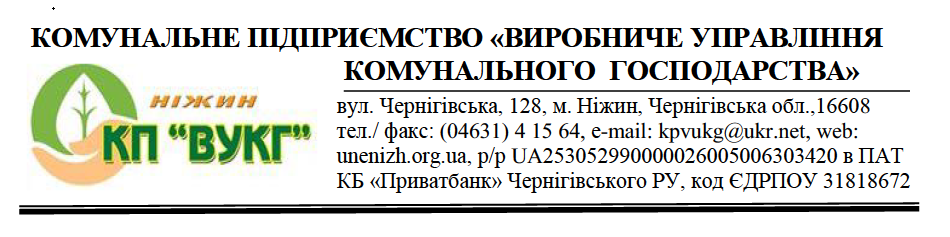 КОМУНАЛЬНЕ ПІДПРИЄМСТВО «ВИРОБНИЧЕ УПРАВЛІННЯ
КОМУНАЛЬНОГО ГОСПОДАРСТВА»
НІЖИН
КП "ВУКГ"
вул. Чернігівська, 128, м. Ніжин, Чернігівська обл.,16608
тел./ факс: (04631) 4 15 64, e-mail: kpvukg@ukr.net, web:
unenizh.org.ua, р/р UA253052990000026005006303420 в ПАТ
КБ «Приватбанк» Чернігівського РУ, код ЄДРПОУ 31818672